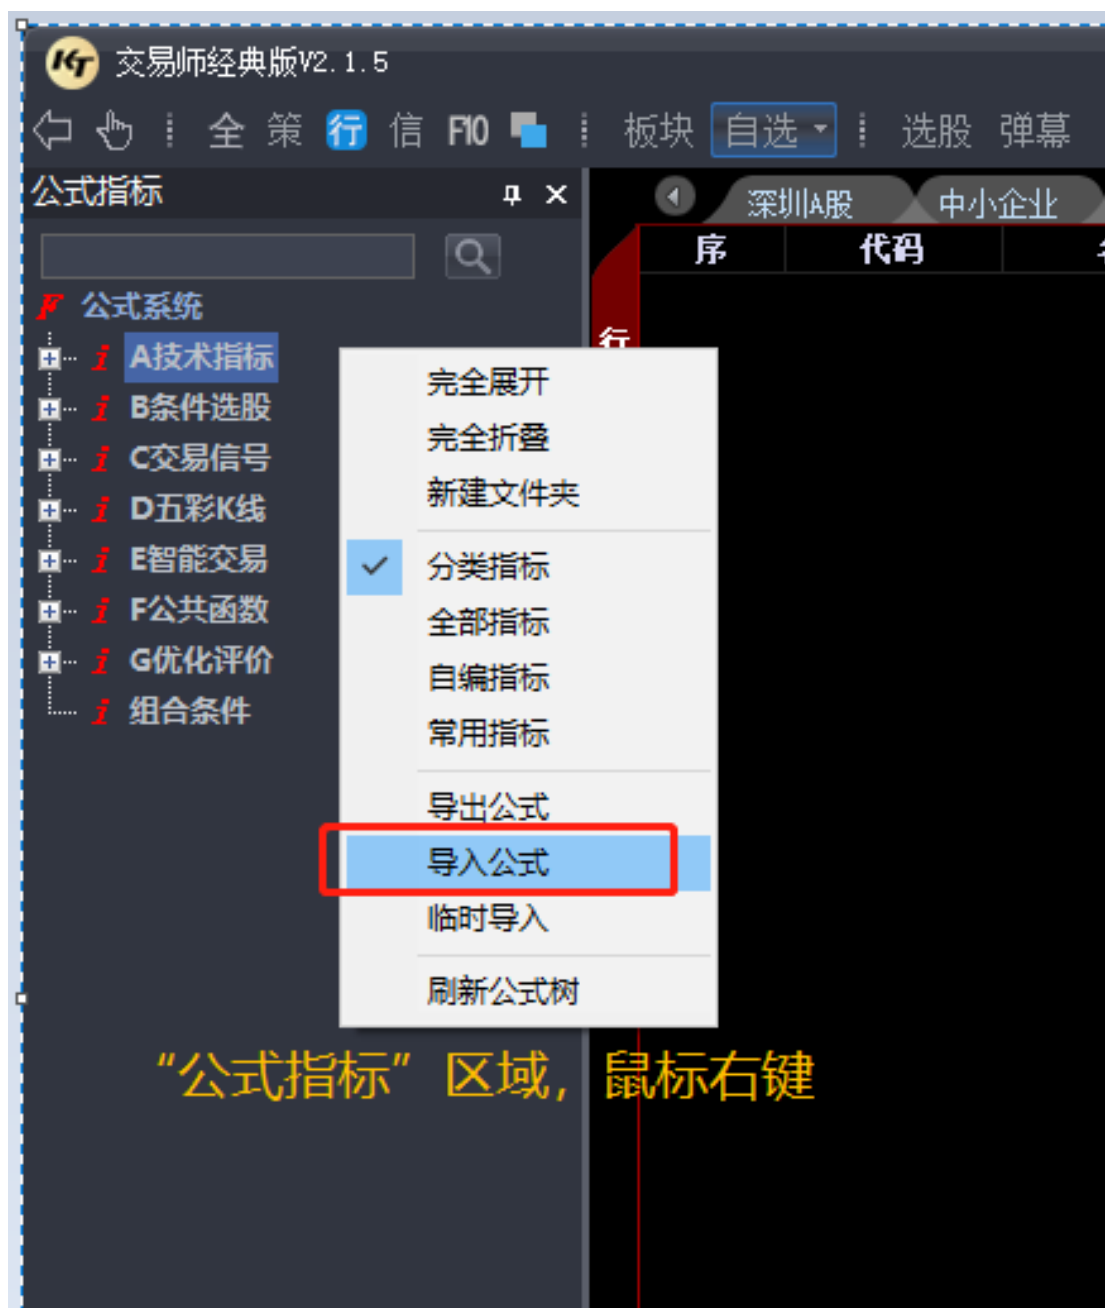 KT 交易师经典版V2.1.5
全 策 行 信 F10 板块 自选 选股 弹幕
公式指标
深圳A股 中小企业
序 代码
公式系统
行
A技术指标
B条件选股
C交易信号
D五彩K线
E智能交易
F公共函数
G优化评价
组合条件
完全展开
完全折叠
新建文件夹
分类指标
全部指标
自编指标
常用指标
导出公式
导入公式
临时导入
刷新公式树
“公式指标”区域，鼠标右键